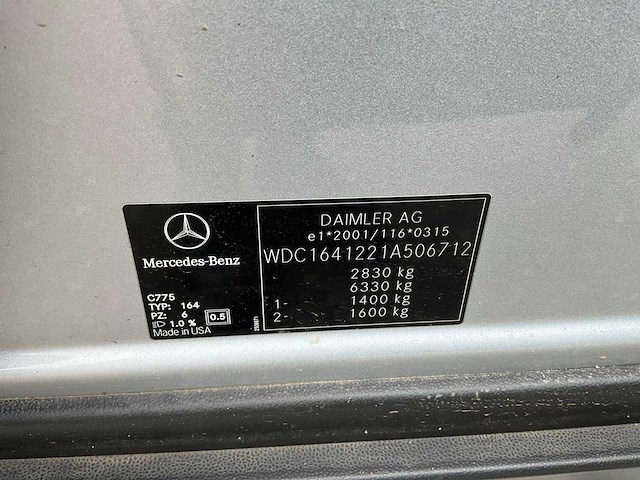 Mercedes-Benz
C775
TYP: 164
PZ: 6
1.0 % 0.5
Made in USA
DAIMLER AG
e1*2001/116*0315
WDC1641221A506712
2830 kg
6330 kg
1- 1400 kg
2- 1600 kg